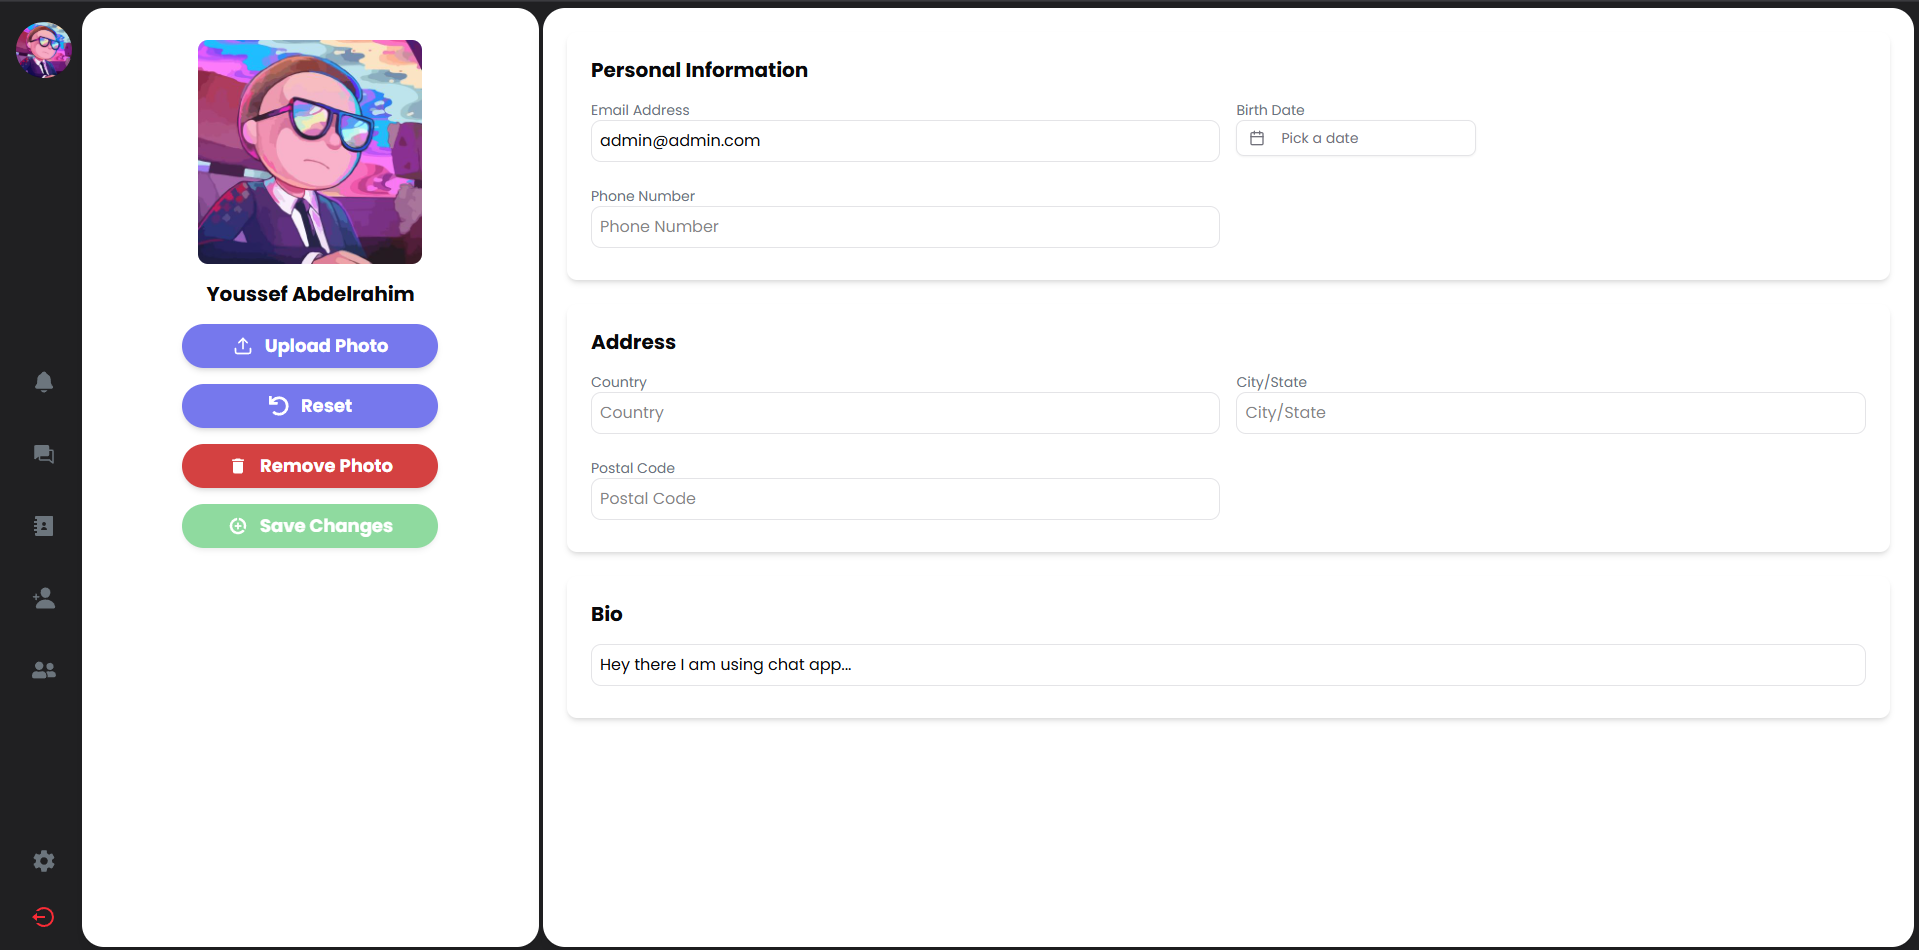 Youssef Abdelrahim
Upload Photo
Reset
Remove Photo
Save Changes
Personal Information
Email Address
admin@admin.com
Birth Date
Pick a date
Phone Number
Phone Number
Address
Country
Country
City/State
City/State
Postal Code
Postal Code
Bio
Hey there I am using chat app...